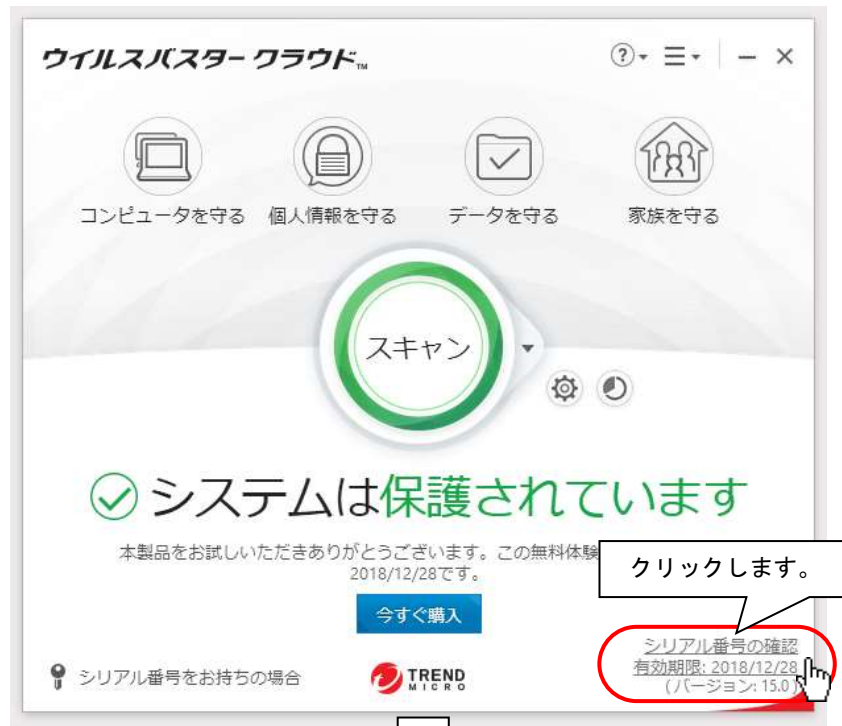 ウイルスバスター クラウド™
コンピュータを守る
個人情報を守る
データを守る
家族を守る
スキャン
システムは保護されています
本製品をお試しいただきありがとうございます。この無料体験
2018/12/28です。
クリックします。
今すぐ購入
シリアル番号の確認
有効期限: 2018/12/28
(バージョン: 15.0)
シリアル番号をお持ちの場合
TREND
MICRO